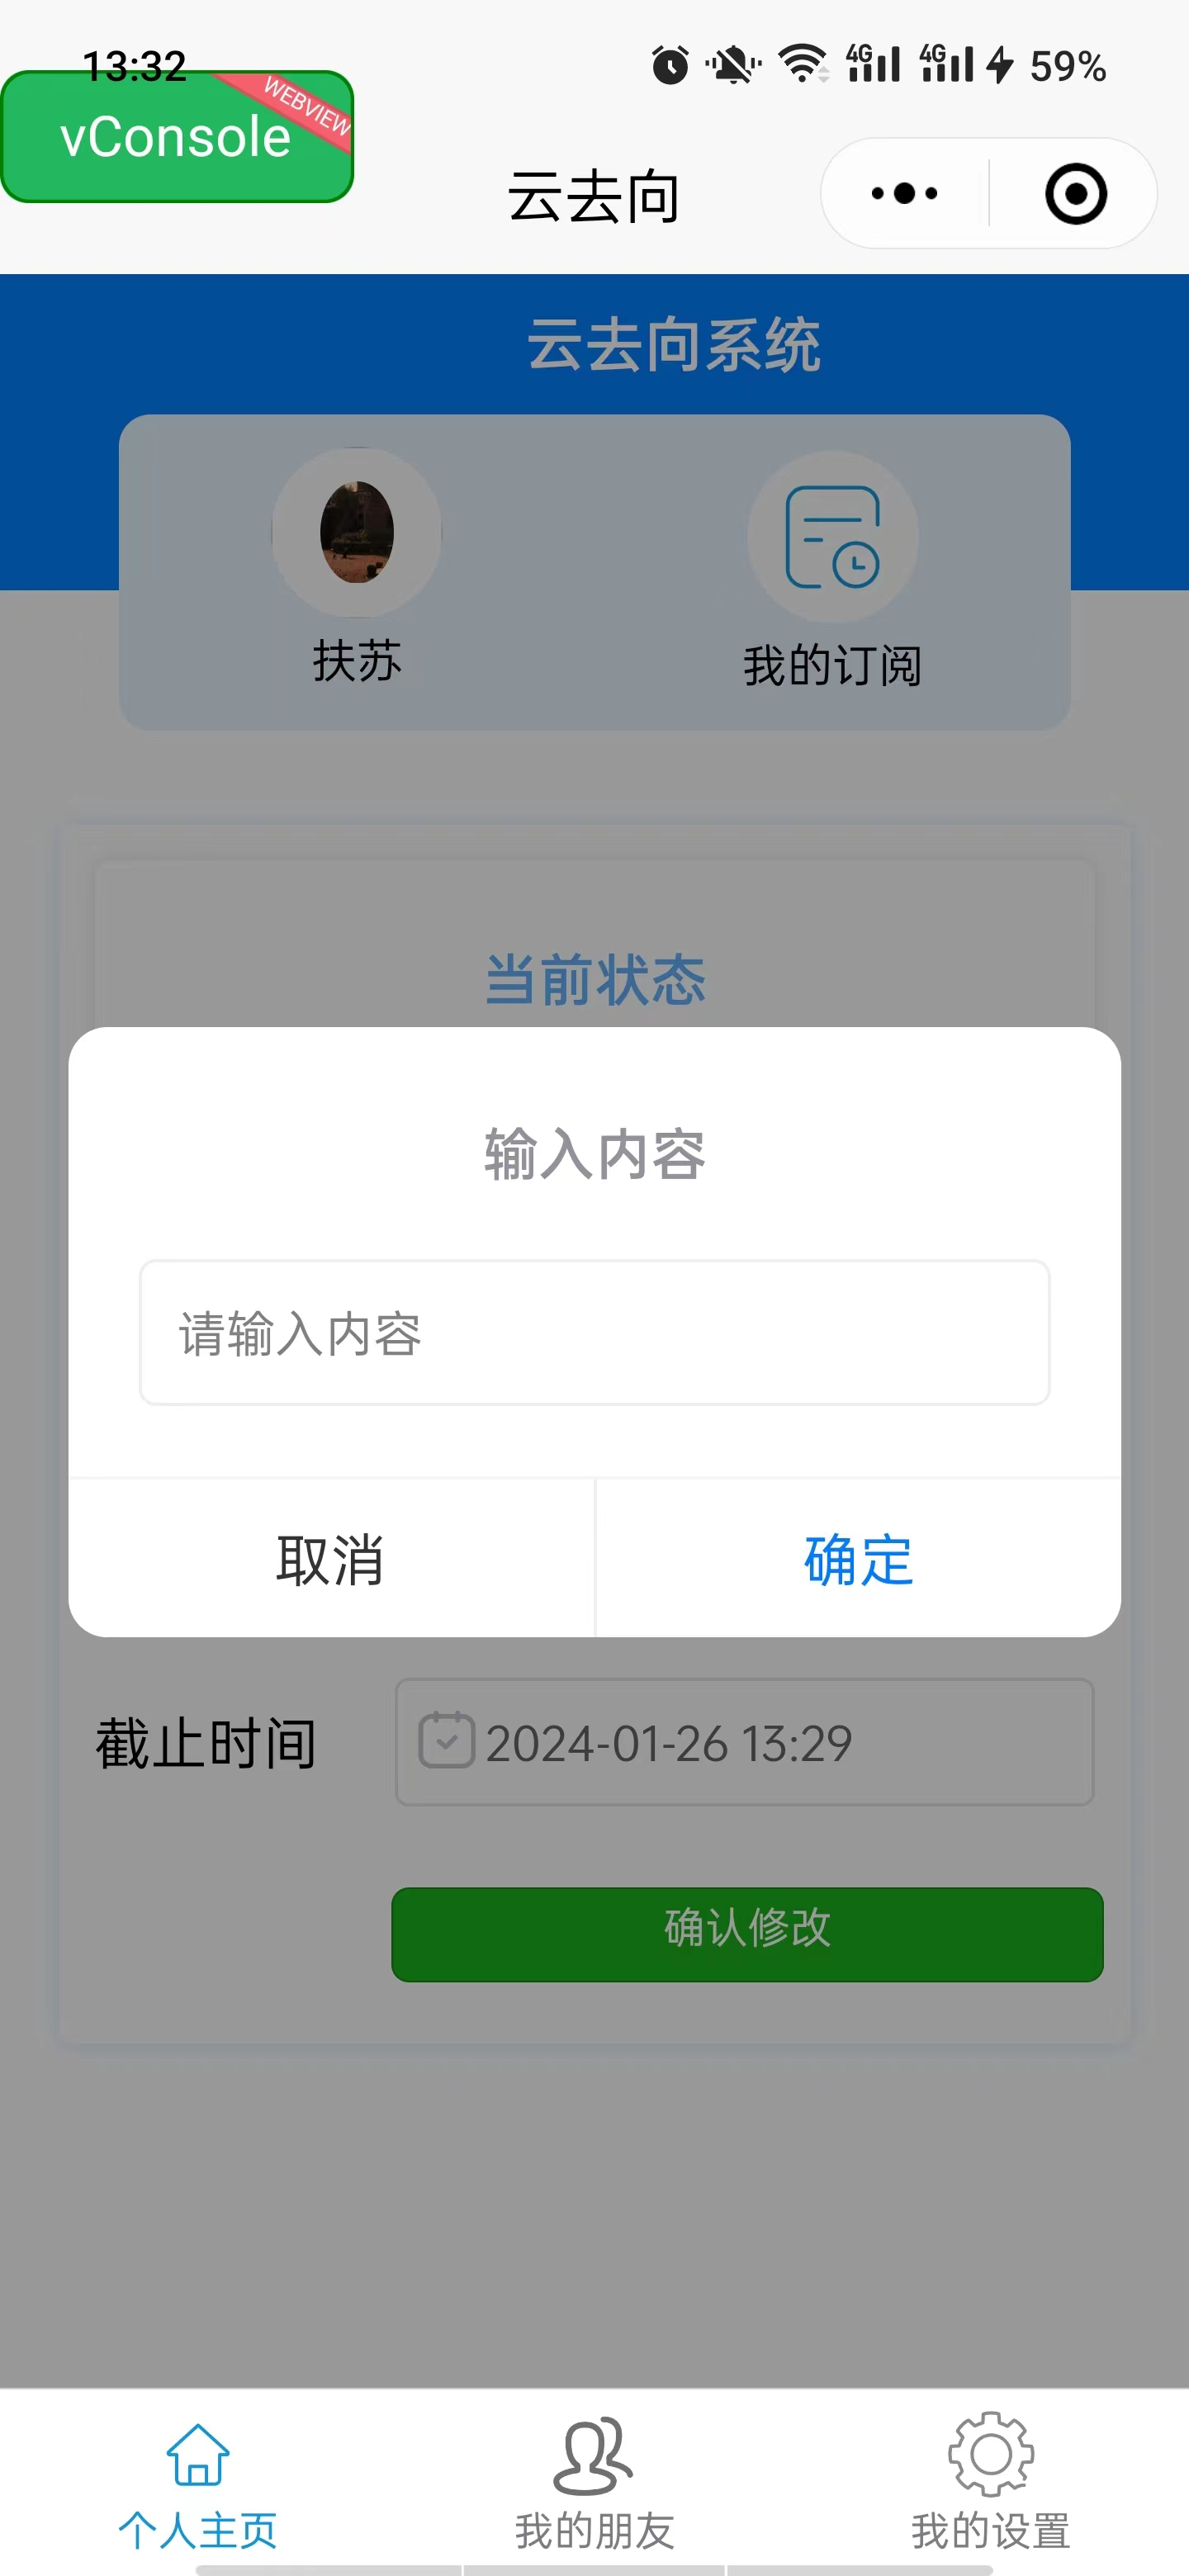 13:32
4G 4G 59%
vConsole
WEBVIEW
云去向
云去向系统
扶苏
我的订阅
当前状态
输入内容
请输入内容
取消
确定
截止时间
2024-01-26 13:29
确认修改
个人主页
我的朋友
我的设置